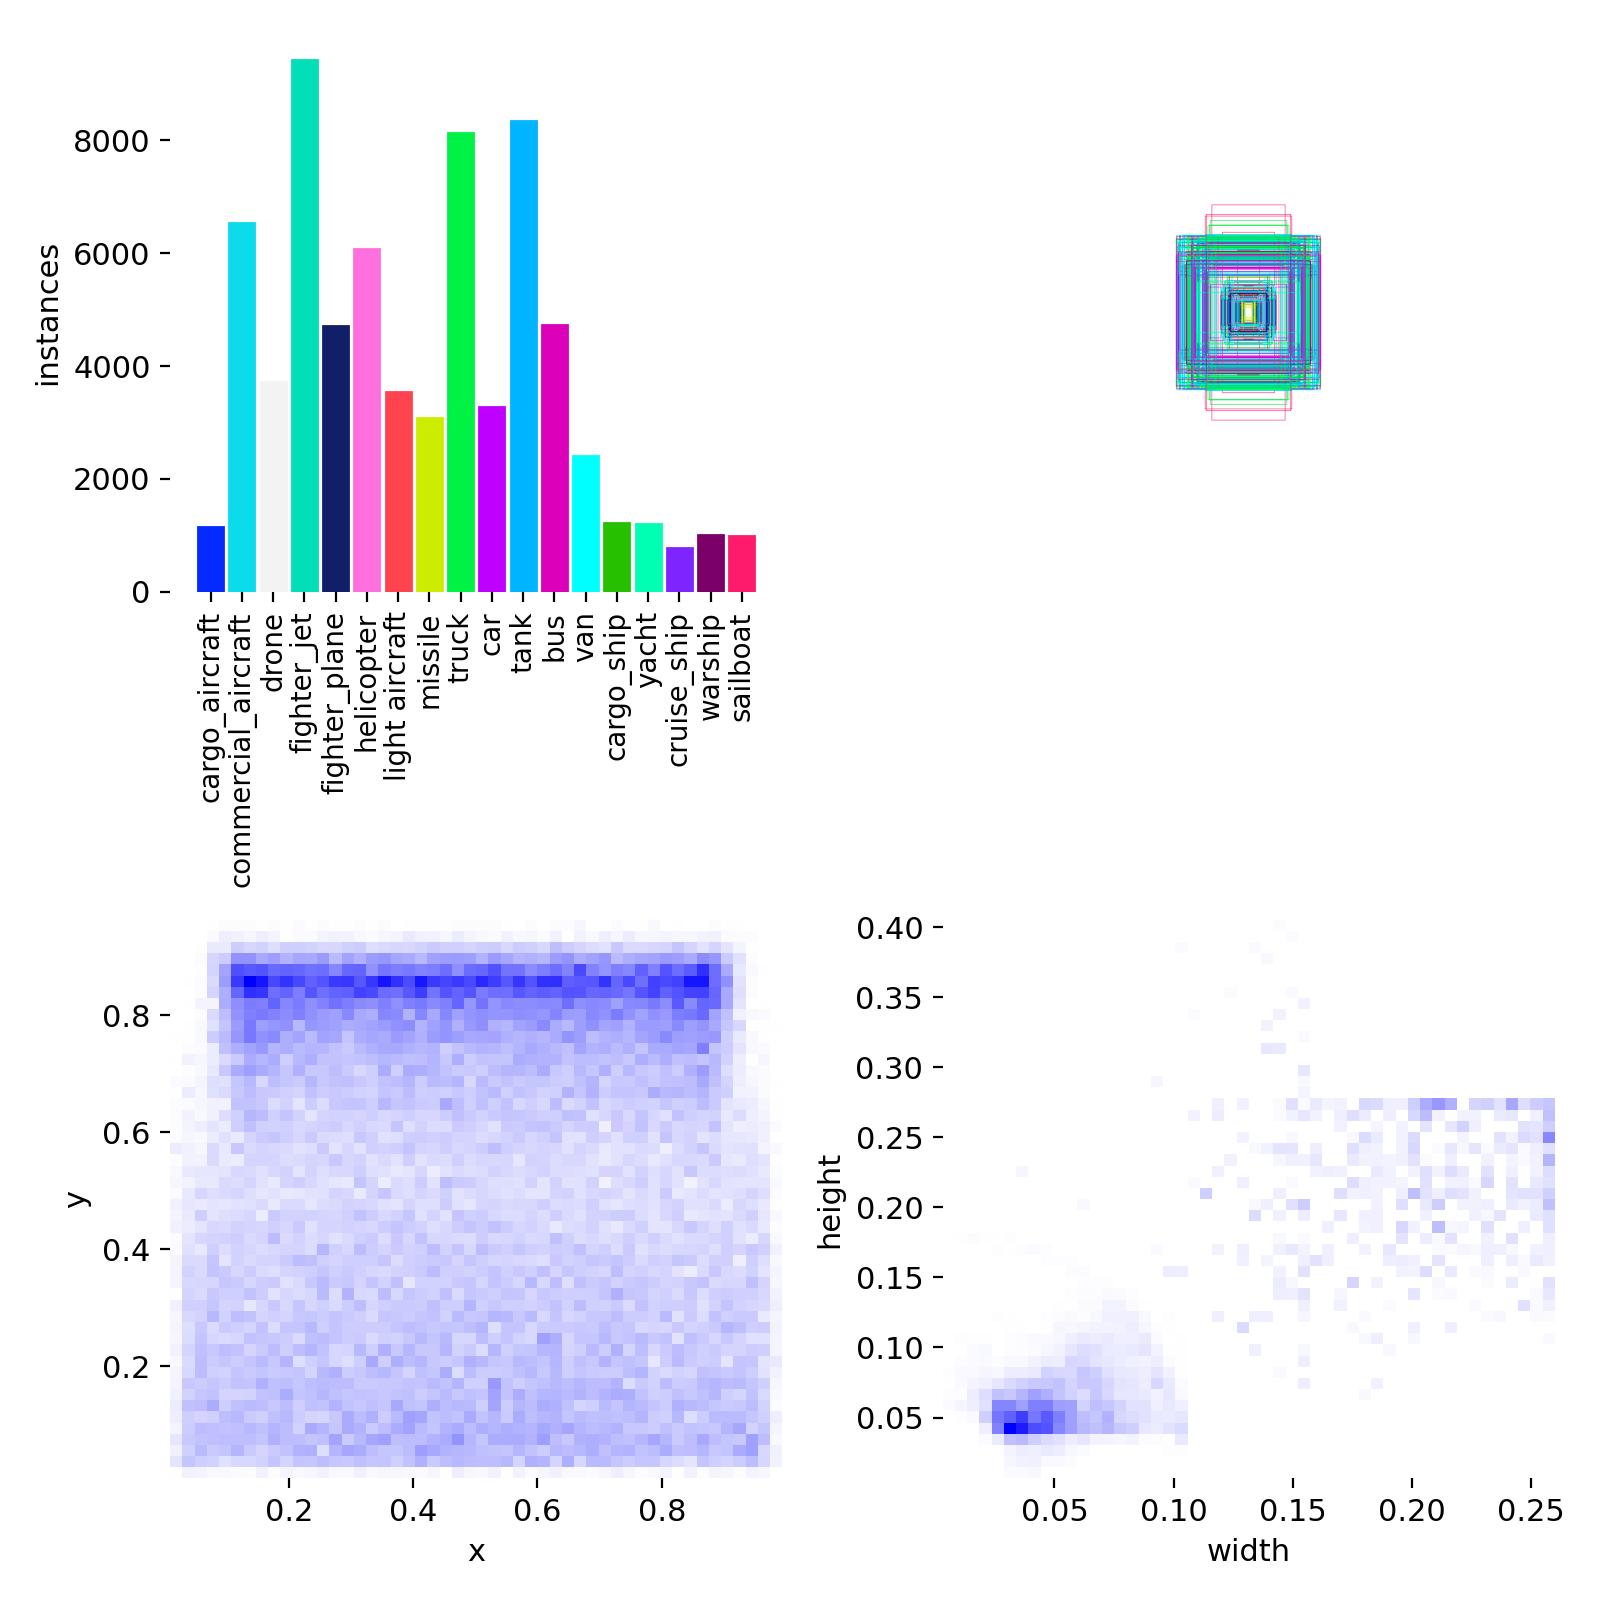 8000
6000
4000
2000
0
instances
cargo_aircraft
commercial_aircraft
drone
fighter_jet
fighter_plane
helicopter
light aircraft
missile
truck
car
tank
bus
van
cargo_ship
yacht
cruise_ship
warship
sailboat
0.8
0.6
0.4
0.2
y
0.2 0.4 0.6 0.8
x
0.40
0.35
0.30
0.25
0.20
0.15
0.10
0.05
height
0.05 0.10 0.15 0.20 0.25
width